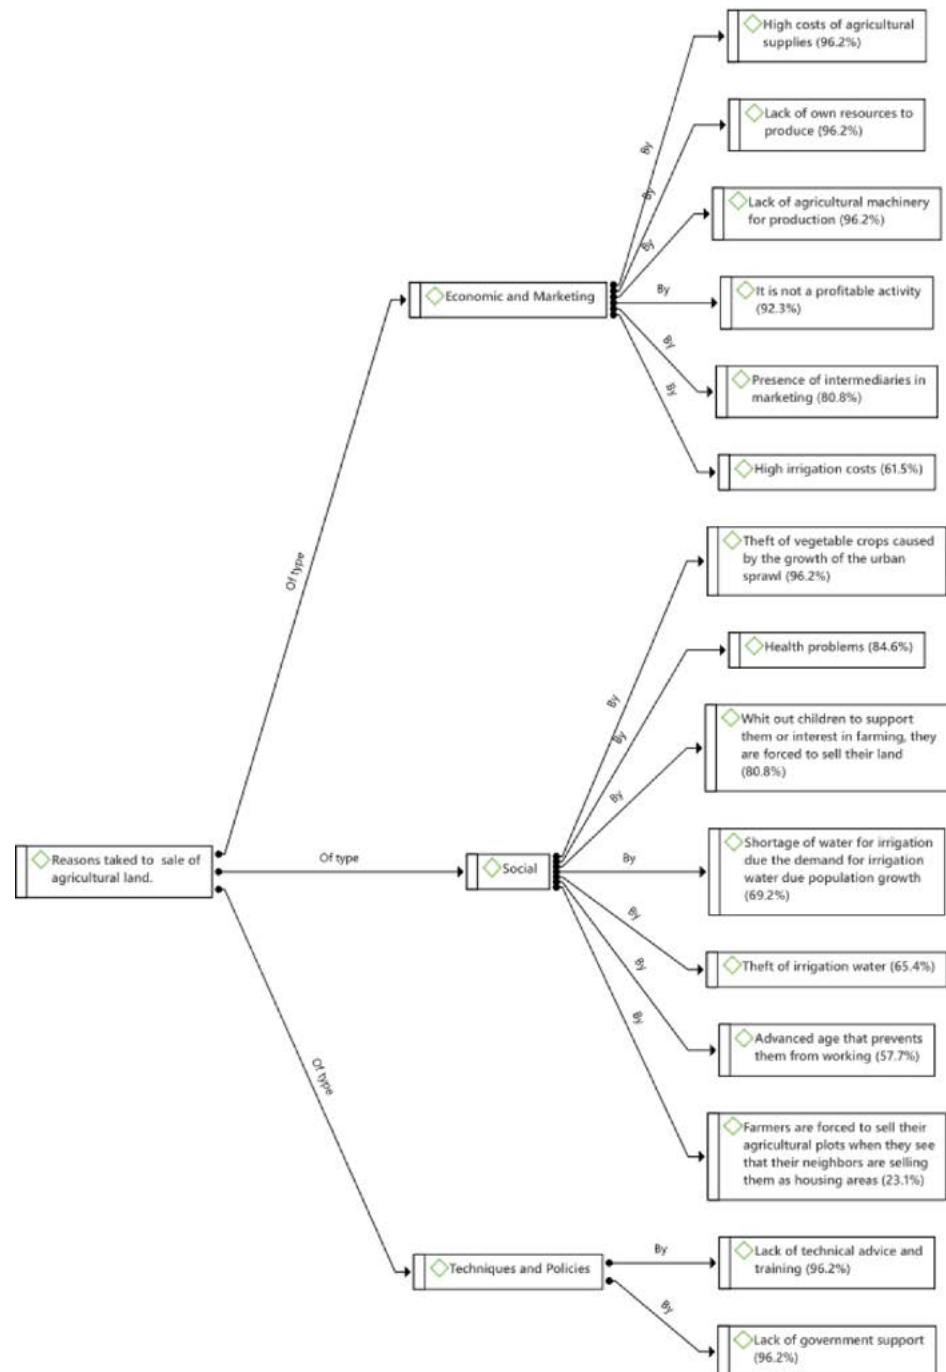 High costs of agricultural
supplies (96.2%)
By
Lack of own resources to
produce (96.2%)
By
Lack of agricultural machinery
for production (96.2%)
By
Economic and Marketing
By
It is not a profitable activity
(92.3%)
By
Presence of intermediaries in
marketing (80.8%)
By
High irrigation costs (61.5%)
Of type
Theft of vegetable crops caused
by the growth of the urban
sprawl (96.2%)
By
Health problems (84.6%)
By
Whit out children to support
them or interest in farming, they
are forced to sell their land
(80.8%)
By
Reasons taked to sale of
agricultural land.
Of type
Social
By
Shortage of water for irrigation
due the demand for irrigation
water due population growth
(69.2%)
By
Theft of irrigation water (65.4%)
By
Advanced age that prevents
them from working (57.7%)
By
Farmers are forced to sell their
agricultural plots when they see
that their neighbors are selling
them as housing areas (23.1%)
Of type
Techniques and Policies
By
Lack of technical advice and
training (96.2%)
By
Lack of government support
(96.2%)